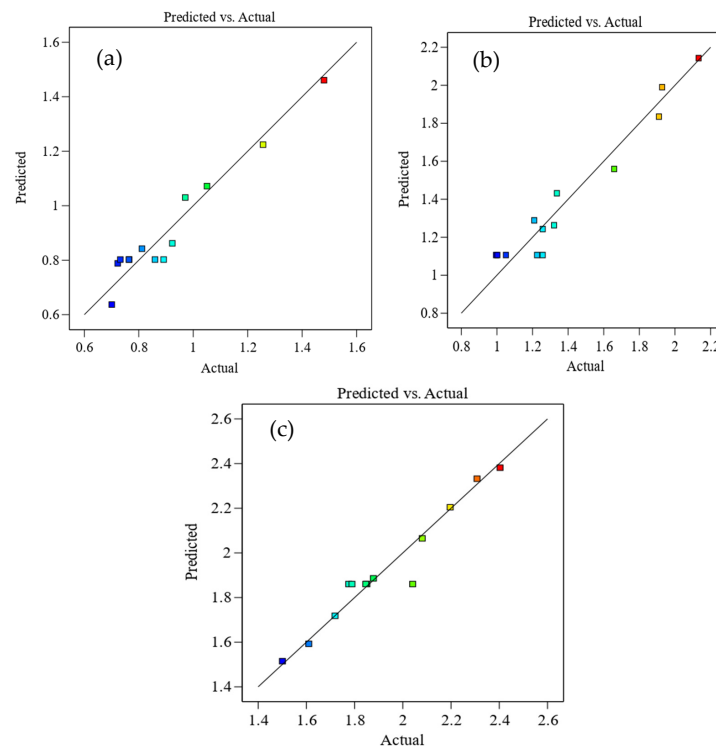 Predicted vs. Actual
(a)
1.6
1.4
1.2
1
0.8
0.6
Predicted
0.6 0.8 1 1.2 1.4 1.6
Actual
Predicted vs. Actual
(b)
2.2
2
1.8
1.6
1.4
1.2
1
0.8
Predicted
0.8 1 1.2 1.4 1.6 1.8 2 2.2
Actual
Predicted vs. Actual
(c)
2.6
2.4
2.2
2
1.8
1.6
1.4
Predicted
1.4 1.6 1.8 2 2.2 2.4 2.6
Actual